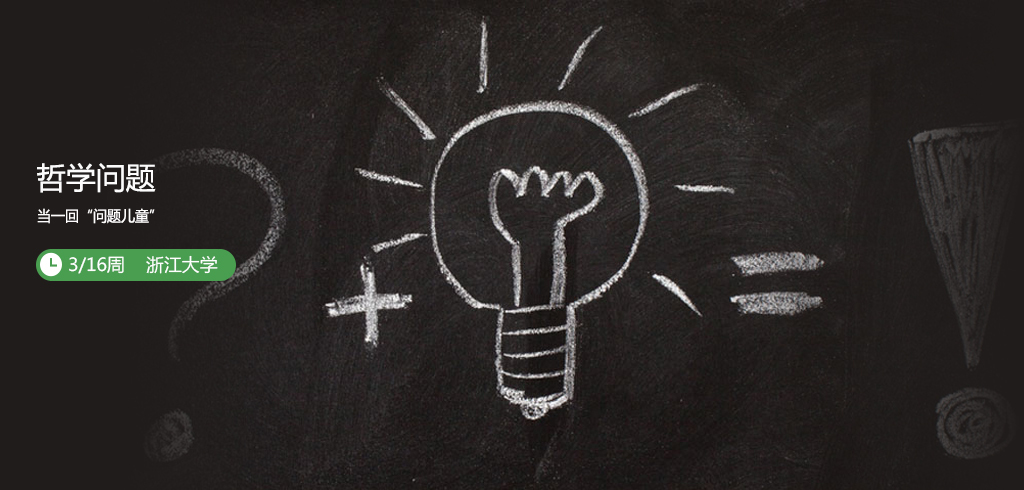 哲学问题
当一回“问题儿童”
3/16周 浙江大学
? + = !